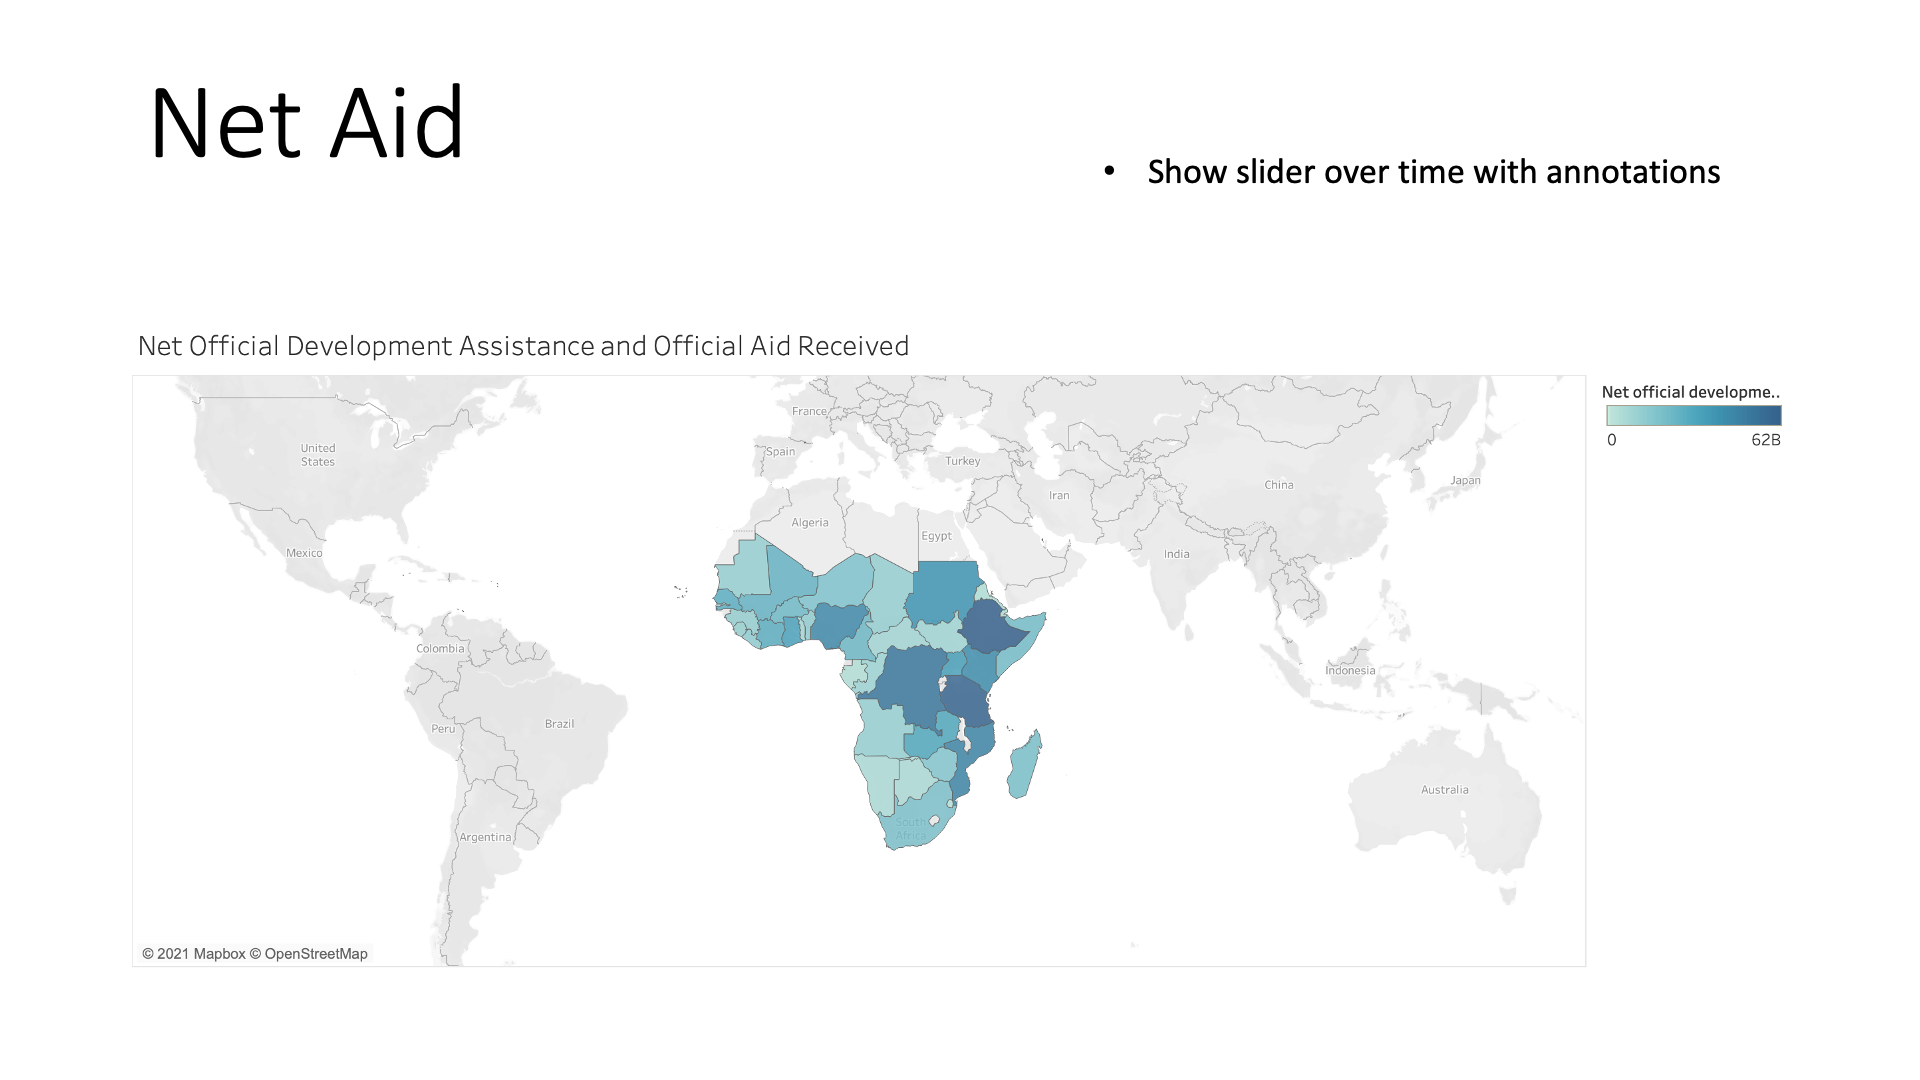 Net Aid
• Show slider over time with annotations
Net Official Development Assistance and Official Aid Received
Net official developme..
0 62B
France
Spain
Turkey
United
States
China
Japan
Iran
Algeria
Egypt
Mexico
India
Colombia
Indonesia
Brazil
Peru
Australia
South
Africa
Argentina
© 2021 Mapbox © OpenStreetMap